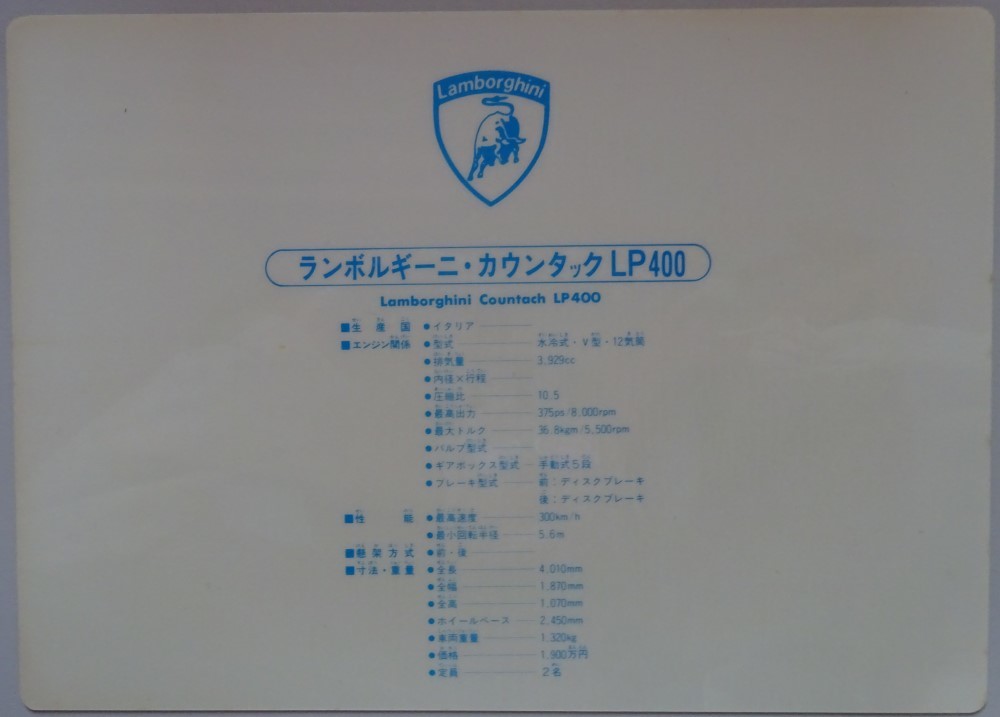 Lamborghini
ランボルギーニ・カウンタックLP400
Lamborghini Countach LP400
■生産国 ●イタリア
■エンジン関係 ●型式 水冷式・V型・12気筒
●排気量 3,929cc
●内径×行程
●圧縮比 10.5
●最高出力 375ps/8,000rpm
●最大トルク 36.8kgm/5,500rpm
●バルブ型式
●ギアボックス型式 手動式5段
●ブレーキ型式 前:ディスクブレーキ
後:ディスクブレーキ
■性能 ●最高速度 300km/h
●最小回転半径 5.6m
■懸架方式 ●前・後
■寸法・重量 ●全長 4,010mm
●全幅 1,870mm
●全高 1,070mm
●ホイールベース 2,450mm
●車両重量 1,320kg
●価格 1,900万円
●定員 2名